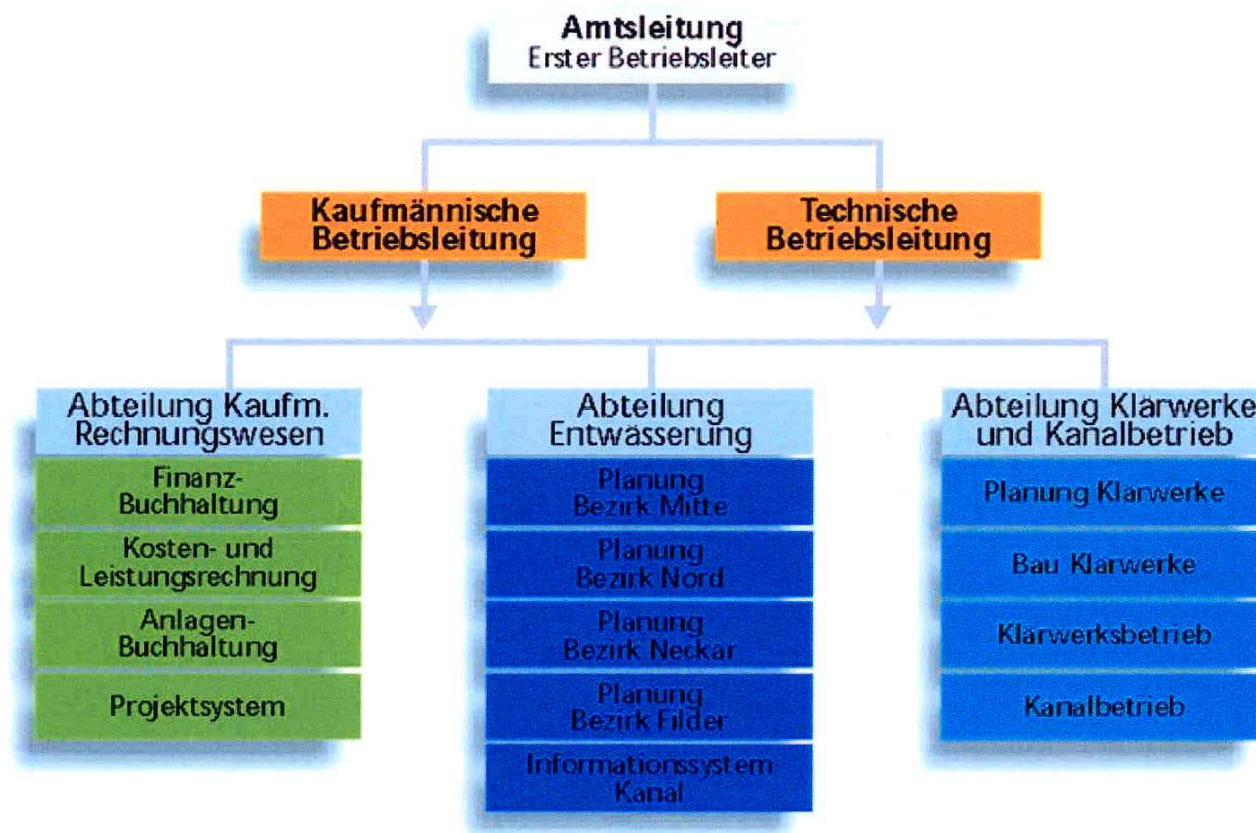 Amtsleitung
Erster Betriebsleiter
Kaufmännische
Betriebsleitung
Technische
Betriebsleitung
Abteilung Kaufm.
Rechnungswesen
Finanz-
Buchhaltung
Kosten- und
Leistungsrechnung
Anlagen-
Buchhaltung
Projektsystem
Abteilung
Entwässerung
Planung
Bezirk Mitte
Planung
Bezirk Nord
Planung
Bezirk Neckar
Planung
Bezirk Filder
Informationssystem
Kanal
Abteilung Klärwerke
und Kanalbetrieb
Planung Klärwerke
Bau Klärwerke
Klärwerksbetrieb
Kanalbetrieb